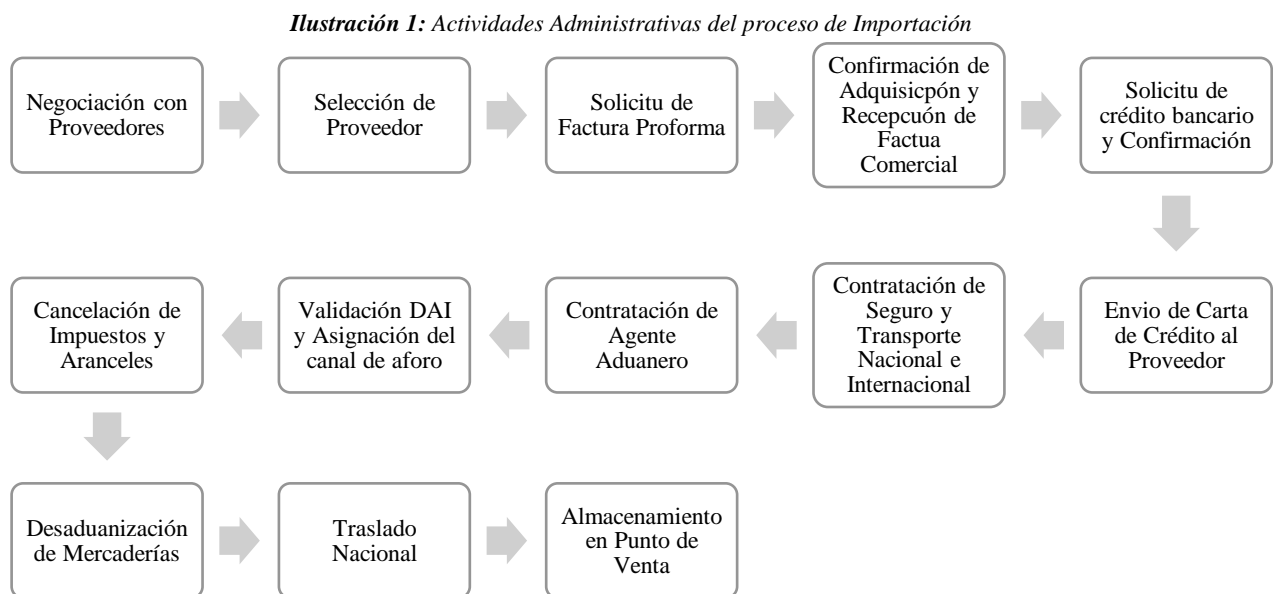 Ilustración 1: Actividades Administrativas del proceso de Importación
Negociación con
Proveedores
Selección de
Proveedor
Solicitu de
Factura Proforma
Confirmación de
Adquisicpón y
Recepcuón de
Factua
Comercial
Solicitu de
crédito bancario
y Confirmación
Envio de Carta
de Crédito al
Proveedor
Contratación de
Seguro y
Transporte
Nacional e
Internacional
Contratación de
Agente
Aduanero
Validación DAI
y Asignación del
canal de aforo
Cancelación de
Impuestos y
Aranceles
Desaduanización
de Mercaderías
Traslado
Nacional
Almacenamiento
en Punto de
Venta